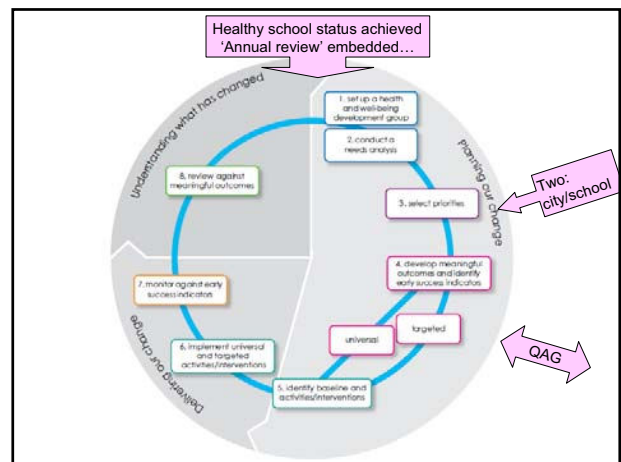 Healthy school status achieved
‘Annual review’ embedded…
Understanding what has changed
1. set up a health
and well-being
development group
2. conduct a
needs analysis
Planning our change
8. review against
meaningful outcomes
3. select priorities
Two:
city/school
4. develop meaningful
outcomes and identify
early success indicators
7. monitor against early
success indicators
targeted
universal
QAG
6. implement universal
and targeted
activities/interventions
Delivering our change
5. identify baseline and
activities/interventions